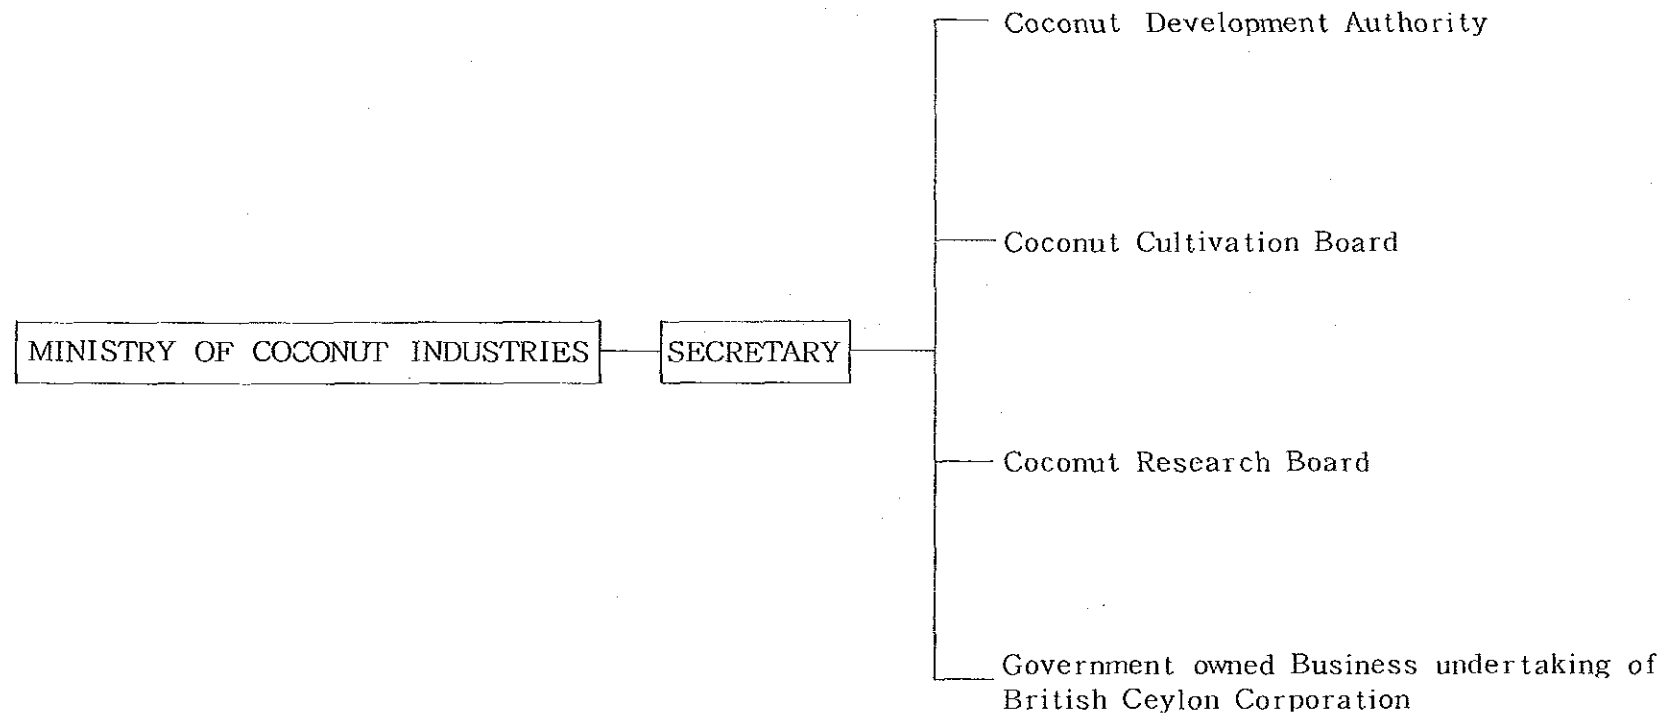 Coconut Development Authority
Coconut Cultivation Board
MINISTRY OF COCONUT INDUSTRIES
SECRETARY
Coconut Research Board
Government owned Business undertaking of
British Ceylon Corporation